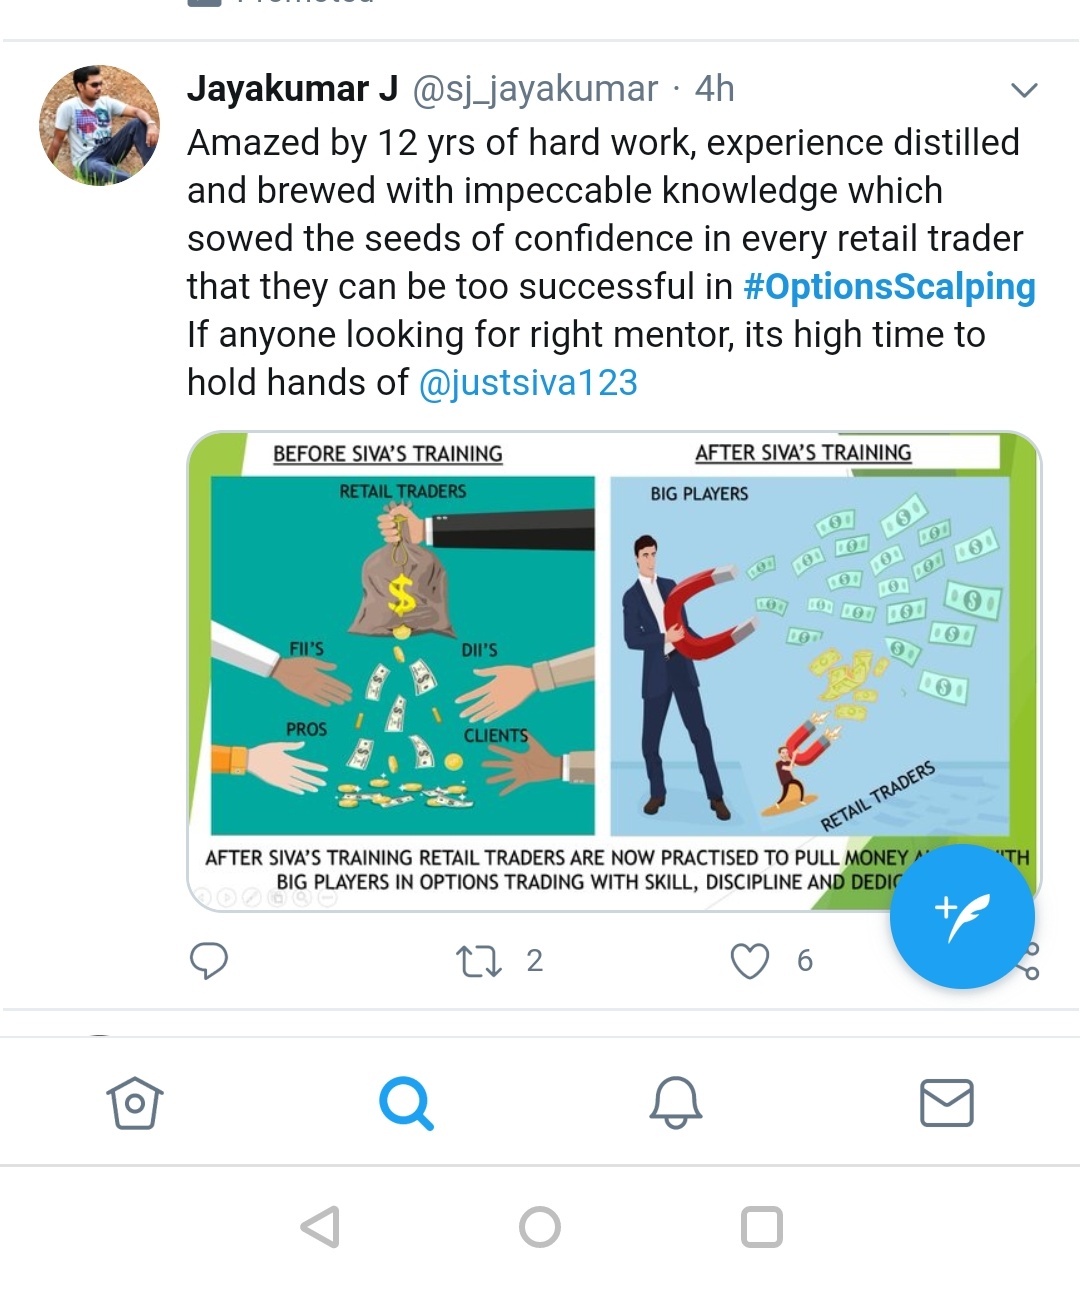 Jayakumar J @sj_jayakumar · 4h
Amazed by 12 yrs of hard work, experience distilled
and brewed with impeccable knowledge which
sowed the seeds of confidence in every retail trader
that they can be too successful in #OptionsScalping
If anyone looking for right mentor, its high time to
hold hands of @justsiva123
BEFORE SIVA'S TRAINING
RETAIL TRADERS
FII'S
DII'S
PROS
CLIENTS
AFTER SIVA'S TRAINING
BIG PLAYERS
RETAIL TRADERS
AFTER SIVA'S TRAINING RETAIL TRADERS ARE NOW PRACTISED TO PULL MONEY
BIG PLAYERS IN OPTIONS TRADING WITH SKILL, DISCIPLINE AND
2
6